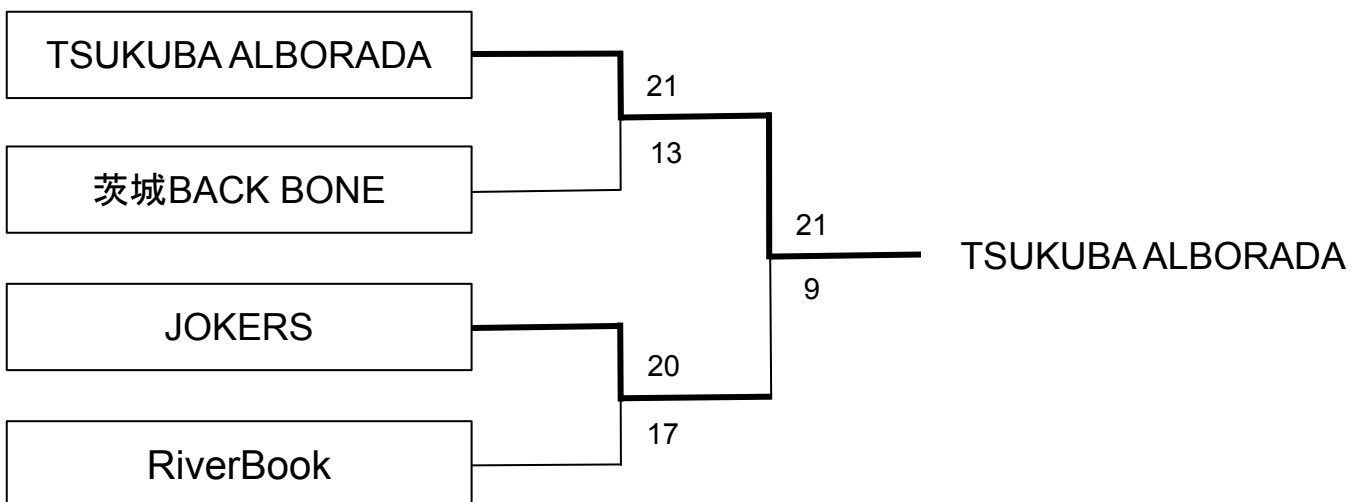 TSUKUBA ALBORADA
21
13
茨城BACK BONE
21
TSUKUBA ALBORADA
9
JOKERS
20
17
RiverBook